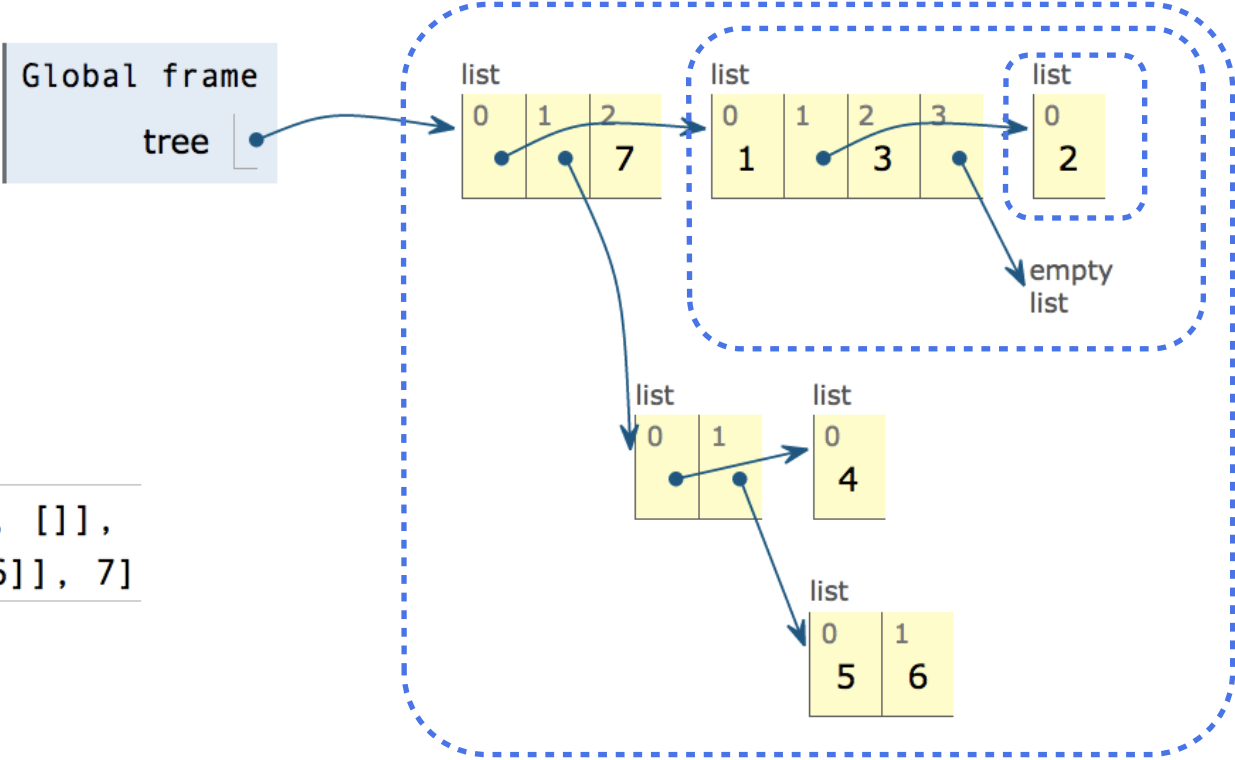 Global frame
tree
list
0 1 2
7
list
0 1 2 3
1 3
list
0
2
empty
list
list
0 1
list
0
4
list
0 1
5 6
, []],
6]], 7]